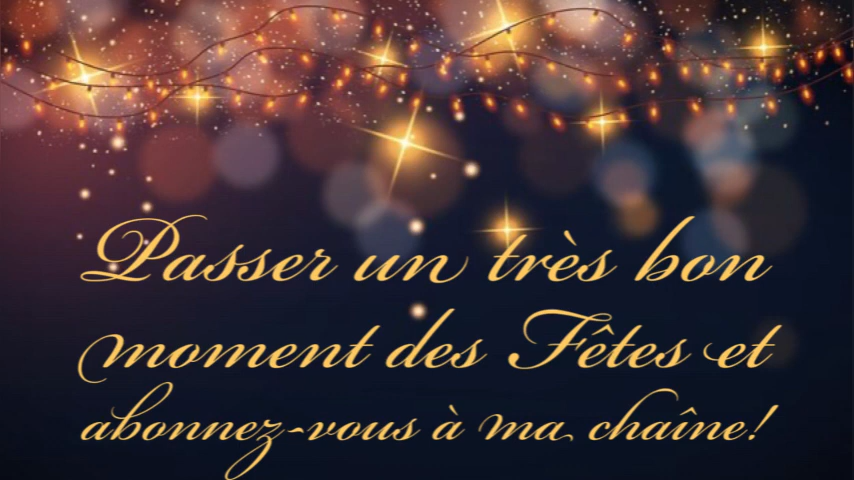 Passer un très bon
moment des Fêtes et
abonnez-vous à ma chaîne!